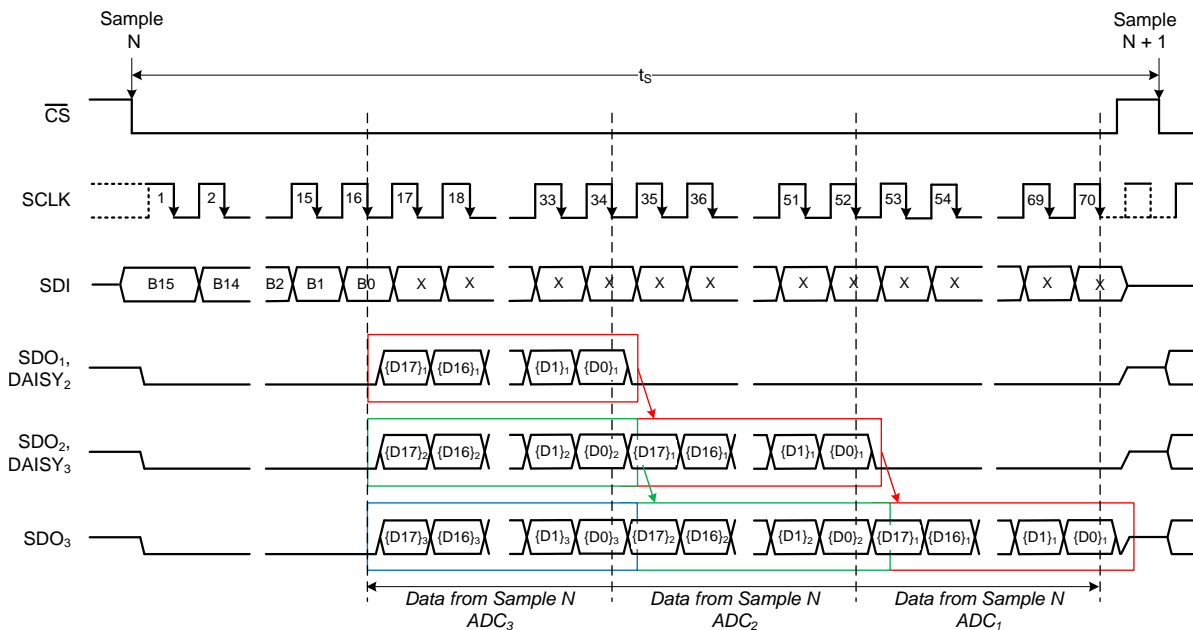 Sample
N
Sample
N + 1
tS
CS
SCLK
1 2 15 16 17 18 33 34 35 36 51 52 53 54 69 70
SDI
B15 B14 B2 B1 B0 X X X X X X X X X X X X
SDO1,
DAISY2
{D17}1 {D16}1 {D1}1 {D0}1
SDO2,
DAISY3
{D17}2 {D16}2 {D1}2 {D0}2 {D17}1 {D16}1 {D1}1 {D0}1
SDO3
{D17}3 {D16}3 {D1}3 {D0}3 {D17}2 {D16}2 {D1}2 {D0}2 {D17}1 {D16}1 {D1}1 {D0}1
Data from Sample N
ADC3
Data from Sample N
ADC2
Data from Sample N
ADC1